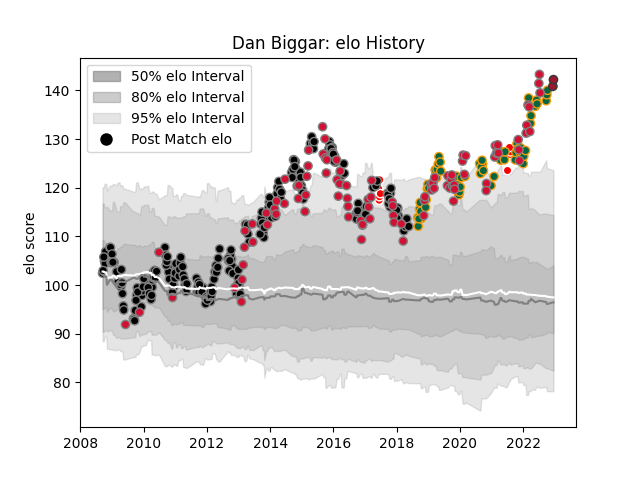 Dan Biggar: elo History
50% elo Interval
80% elo Interval
95% elo Interval
Post Match elo
elo score
140
130
120
110
100
90
80
2008 2010 2012 2014 2016 2018 2020 2022